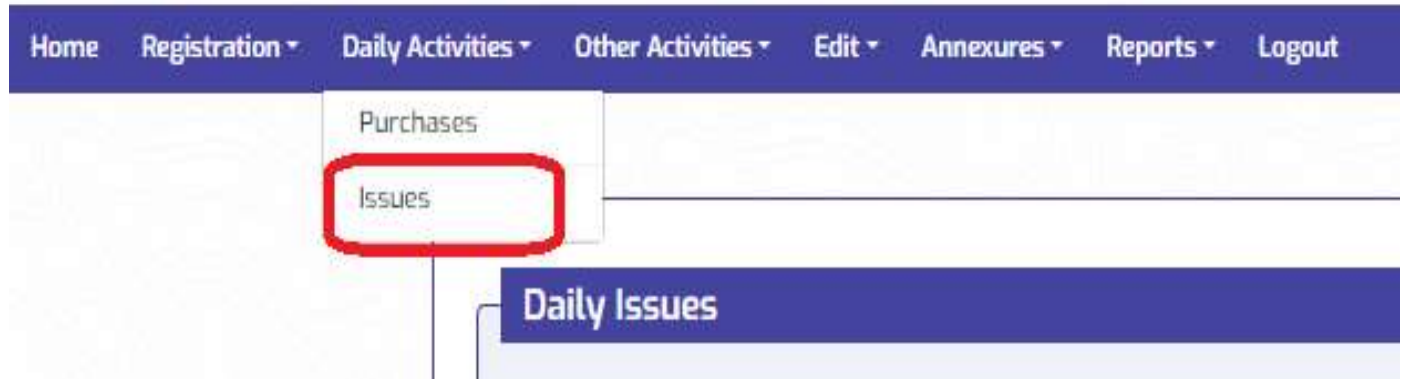 Home Registration Daily Activities Other Activities Edit Annexures Reports Logout
Purchases
Issues
Daily Issues